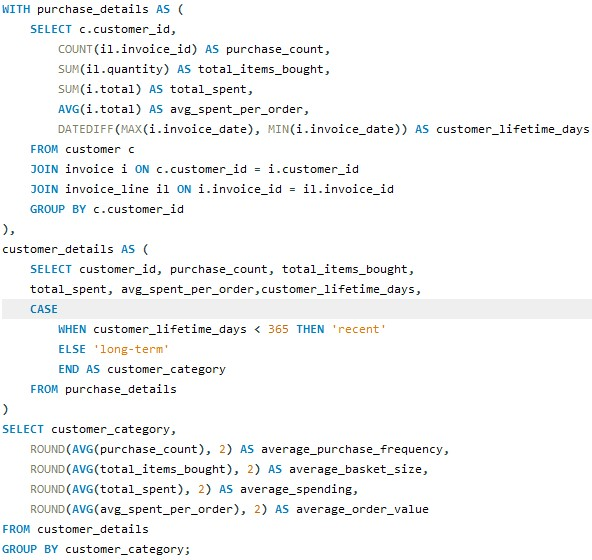 WITH purchase_details AS (
SELECT c.customer_id,
COUNT(il.invoice_id) AS purchase_count,
SUM(il.quantity) AS total_items_bought,
SUM(i.total) AS total_spent,
AVG(i.total) AS avg_spent_per_order,
DATEDIFF(MAX(i.invoice_date), MIN(i.invoice_date)) AS customer_lifetime_days
FROM customer c
JOIN invoice i ON c.customer_id = i.customer_id
JOIN invoice_line il ON i.invoice_id = il.invoice_id
GROUP BY c.customer_id
),
customer_details AS (
SELECT customer_id, purchase_count, total_items_bought,
total_spent, avg_spent_per_order,customer_lifetime_days,
CASE
WHEN customer_lifetime_days < 365 THEN 'recent'
ELSE 'long-term'
END AS customer_category
FROM purchase_details
)
SELECT customer_category,
ROUND(AVG(purchase_count), 2) AS average_purchase_frequency,
ROUND(AVG(total_items_bought), 2) AS average_basket_size,
ROUND(AVG(total_spent), 2) AS average_spending,
ROUND(AVG(avg_spent_per_order), 2) AS average_order_value
FROM customer_details
GROUP BY customer_category;